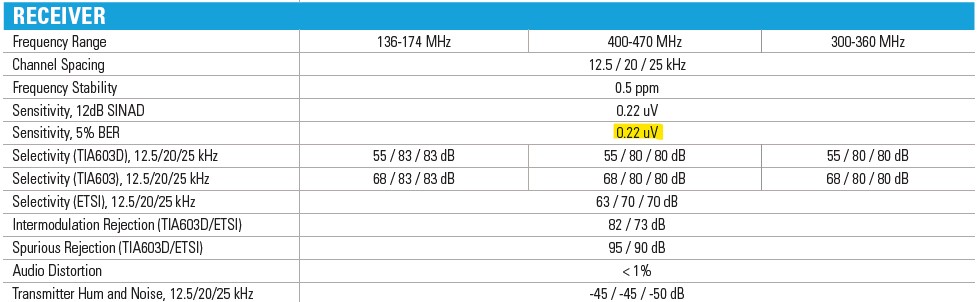 RECEIVER
Frequency Range 136-174 MHz 400-470 MHz 300-360 MHz
Channel Spacing 12.5 / 20 / 25 kHz
Frequency Stability 0.5 ppm
Sensitivity, 12dB SINAD 0.22 uV
Sensitivity, 5% BER 0.22 uV
Selectivity (TIA603D), 12.5/20/25 kHz 55 / 83 / 83 dB 55 / 80 / 80 dB 55 / 80 / 80 dB
Selectivity (TIA603), 12.5/20/25 kHz 68 / 83 / 83 dB 68 / 80 / 80 dB 68 / 80 / 80 dB
Selectivity (ETSI), 12.5/20/25 kHz 63 / 70 / 70 dB
Intermodulation Rejection (TIA603D/ETSI) 82 / 73 dB
Spurious Rejection (TIA603D/ETSI) 95 / 90 dB
Audio Distortion < 1%
Transmitter Hum and Noise, 12.5/20/25 kHz -45 / -45 / -50 dB